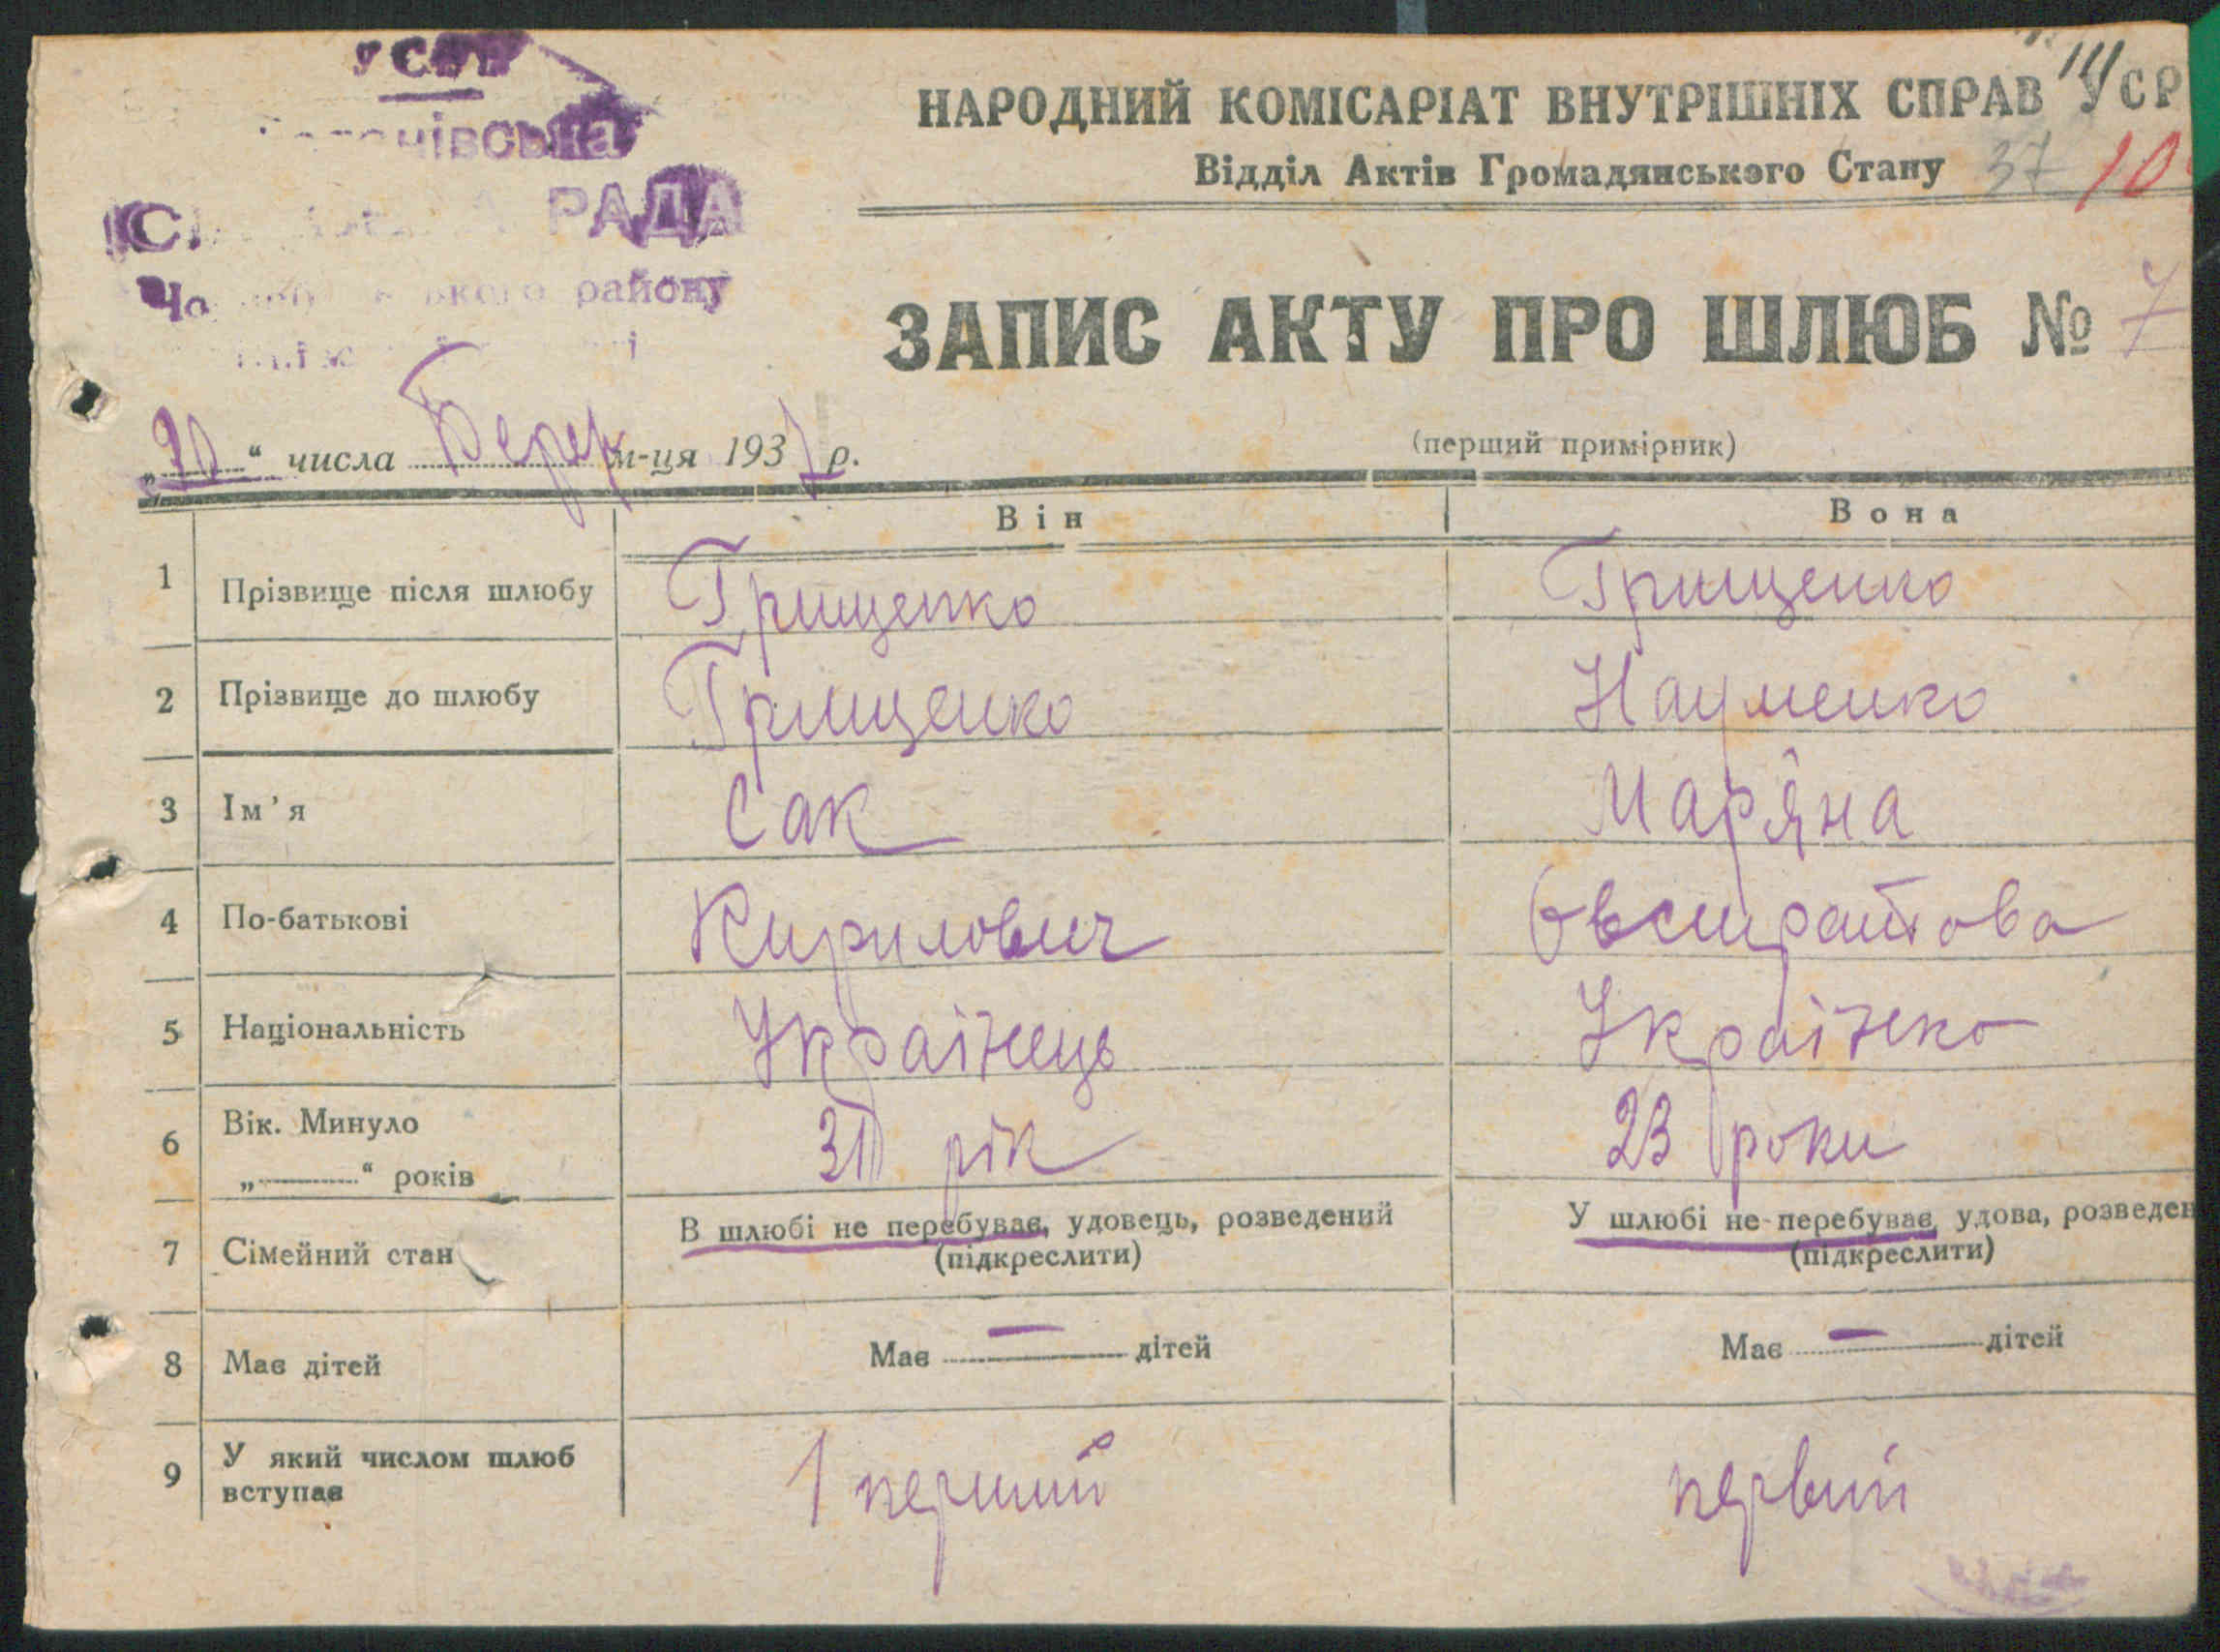 УСРР
СІЛЬСЬКА РАДА
району
НАРОДНИЙ КОМІСАРІАТ ВНУТРІШНІХ СПРАВ УСР
Відділ Актів Громадянського Стану 37 10
ЗАПИС АКТУ ПРО ШЛЮБ № 7
(перший примірник)
„20“ числа Берез м-ця 1937 р.
Він Вона
1 Прізвище після шлюбу Грищенко Грищенко
2 Прізвище до шлюбу Грищенко Науменко
3 Ім’я Сак Мар'яна
4 По-батькові Кирилович
5 Національність Українець Українка
6 Вік. Минуло 31 рік 23 роки
„——“ років
7 Сімейний стан В шлюбі не перебуває, удовець, розведений У шлюбі не перебуває, удова, розведен
(підкреслити) (підкреслити)
8 Має дітей Має — дітей Має — дітей
9 У який числом шлюб 1 перший первий
вступає